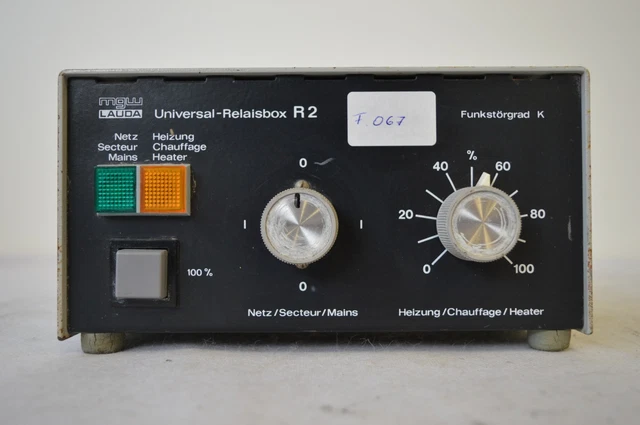 mgw
LAUDA
Universal-Relaisbox R2
F 067
Funkstörgrad K
Netz Heizung
Secteur Chauffage
Mains Heater
100 %
0
I I
0
Netz/Secteur/Mains
%
40 60
20 80
0 100
Heizung/Chauffage/Heater